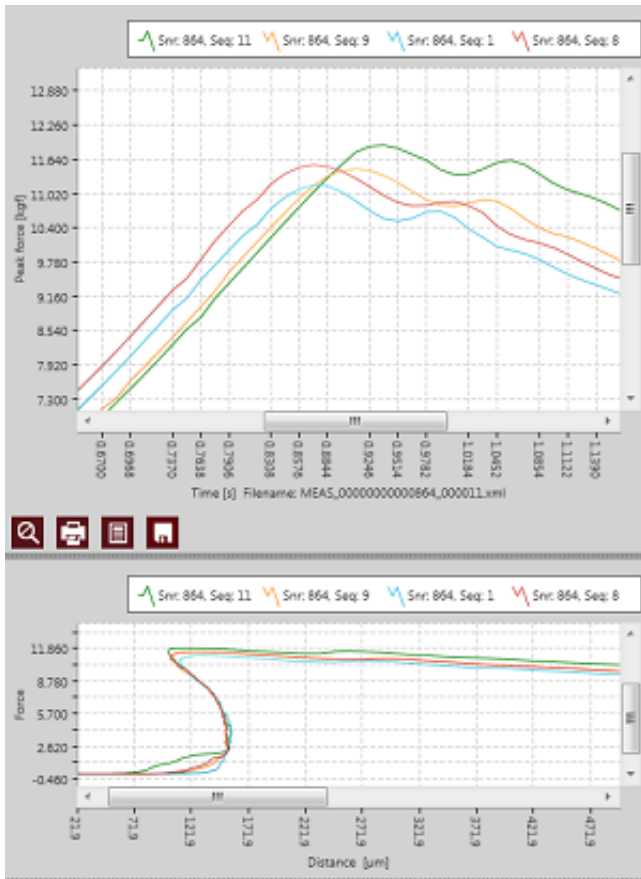 Snr: 864, Seq: 11 Snr: 864, Seq: 9 Snr: 864, Seq: 1 Snr: 864, Seq: 8
12.880
12.260
11.640
11.020
10.400
9.780
9.160
8.540
7.920
7.300
Peak force [kgf]
0.6700 0.6968 0.7370 0.7638 0.7906 0.8308 0.8576 0.8844 0.9246 0.9514 0.9782 1.0184 1.0452 1.0854 1.1122 1.1390
Time [s] Filename: MEAS_00000000000864_000011.xml
Snr: 864, Seq: 11 Snr: 864, Seq: 9 Snr: 864, Seq: 1 Snr: 864, Seq: 8
11.860
8.780
5.700
2.620
-0.460
Force
21.9 71.9 121.9 171.9 221.9 271.9 321.9 371.9 421.9 471.9
Distance [µm]